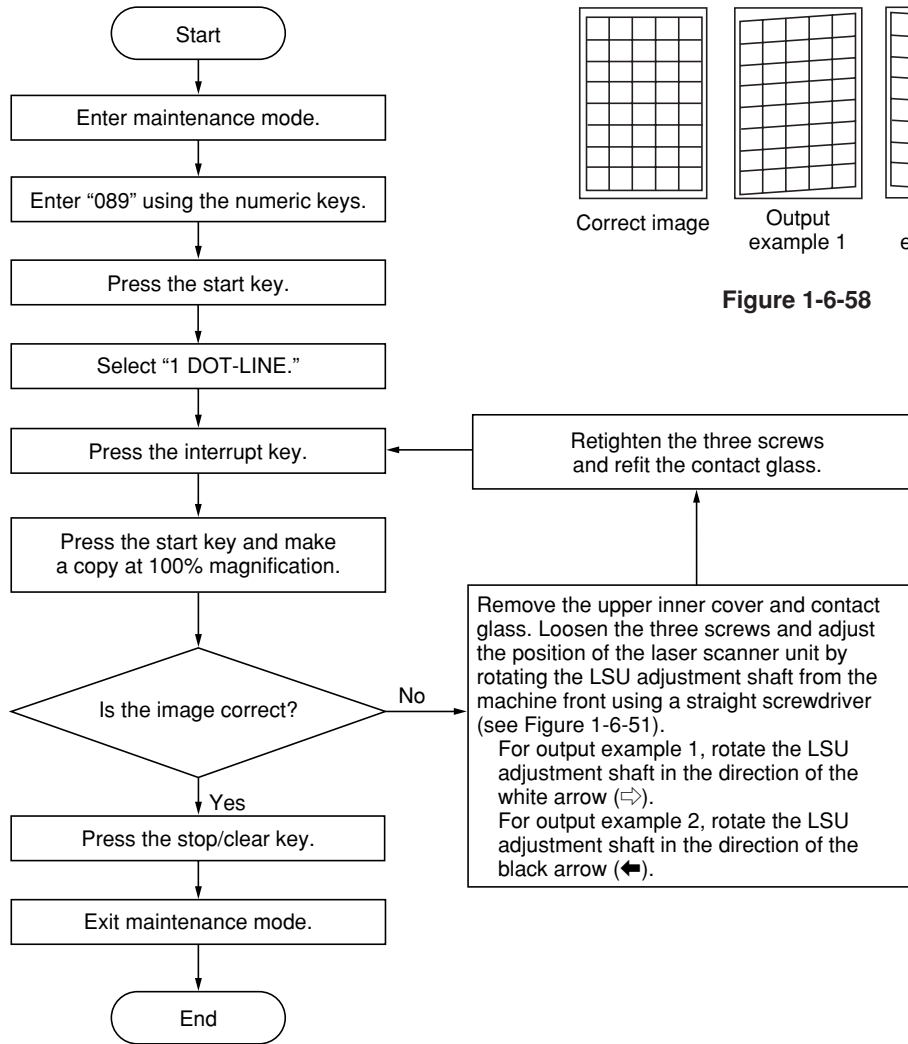 Start
Enter maintenance mode.
Enter “089” using the numeric keys.
Press the start key.
Select “1 DOT-LINE.”
Press the interrupt key.
Press the start key and make
a copy at 100% magnification.
Is the image correct?
No
Yes
Press the stop/clear key.
Exit maintenance mode.
End
Retighten the three screws
and refit the contact glass.
Remove the upper inner cover and contact
glass. Loosen the three screws and adjust
the position of the laser scanner unit by
rotating the LSU adjustment shaft from the
machine front using a straight screwdriver
(see Figure 1-6-51).
For output example 1, rotate the LSU
adjustment shaft in the direction of the
white arrow (⇨).
For output example 2, rotate the LSU
adjustment shaft in the direction of the
black arrow (⬅).
Correct image
Output
example 1
Figure 1-6-58